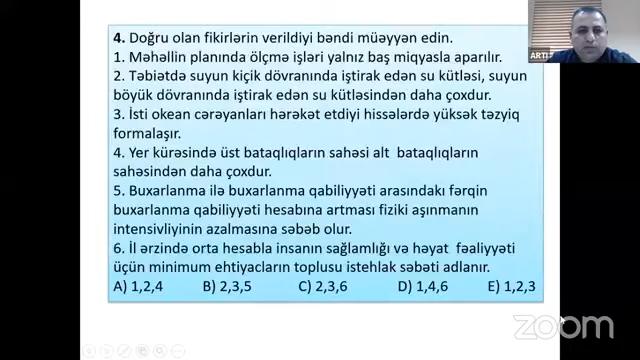 4. Doğru olan fikirlərin verildiyi bəndi müəyyən edin.
1. Məhəllin planında ölçmə işləri yalnız baş miqyasla aparılır.
2. Təbiətdə suyun kiçik dövranında iştirak edən su kütləsi, suyun
böyük dövranında iştirak edən su kütləsindən daha çoxdur.
3. İsti okean cərəyanları hərəkət etdiyi hissələrdə yüksək təzyiq
formalaşır.
4. Yer kürəsində üst bataqlıqların sahəsi alt bataqlıqların
sahəsindən daha çoxdur.
5. Buxarlanma ilə buxarlanma qabiliyyəti arasındakı fərqin
buxarlanma qabiliyyəti hesabına artması fiziki aşınmanın
intensivliyinin azalmasına səbəb olur.
6. İl ərzində orta hesabla insanın sağlamlığı və həyat fəaliyyəti
üçün minimum ehtiyacların toplusu istehlak səbəti adlanır.
A) 1,2,4 B) 2,3,5 C) 2,3,6 D) 1,4,6 E) 1,2,3
zoom